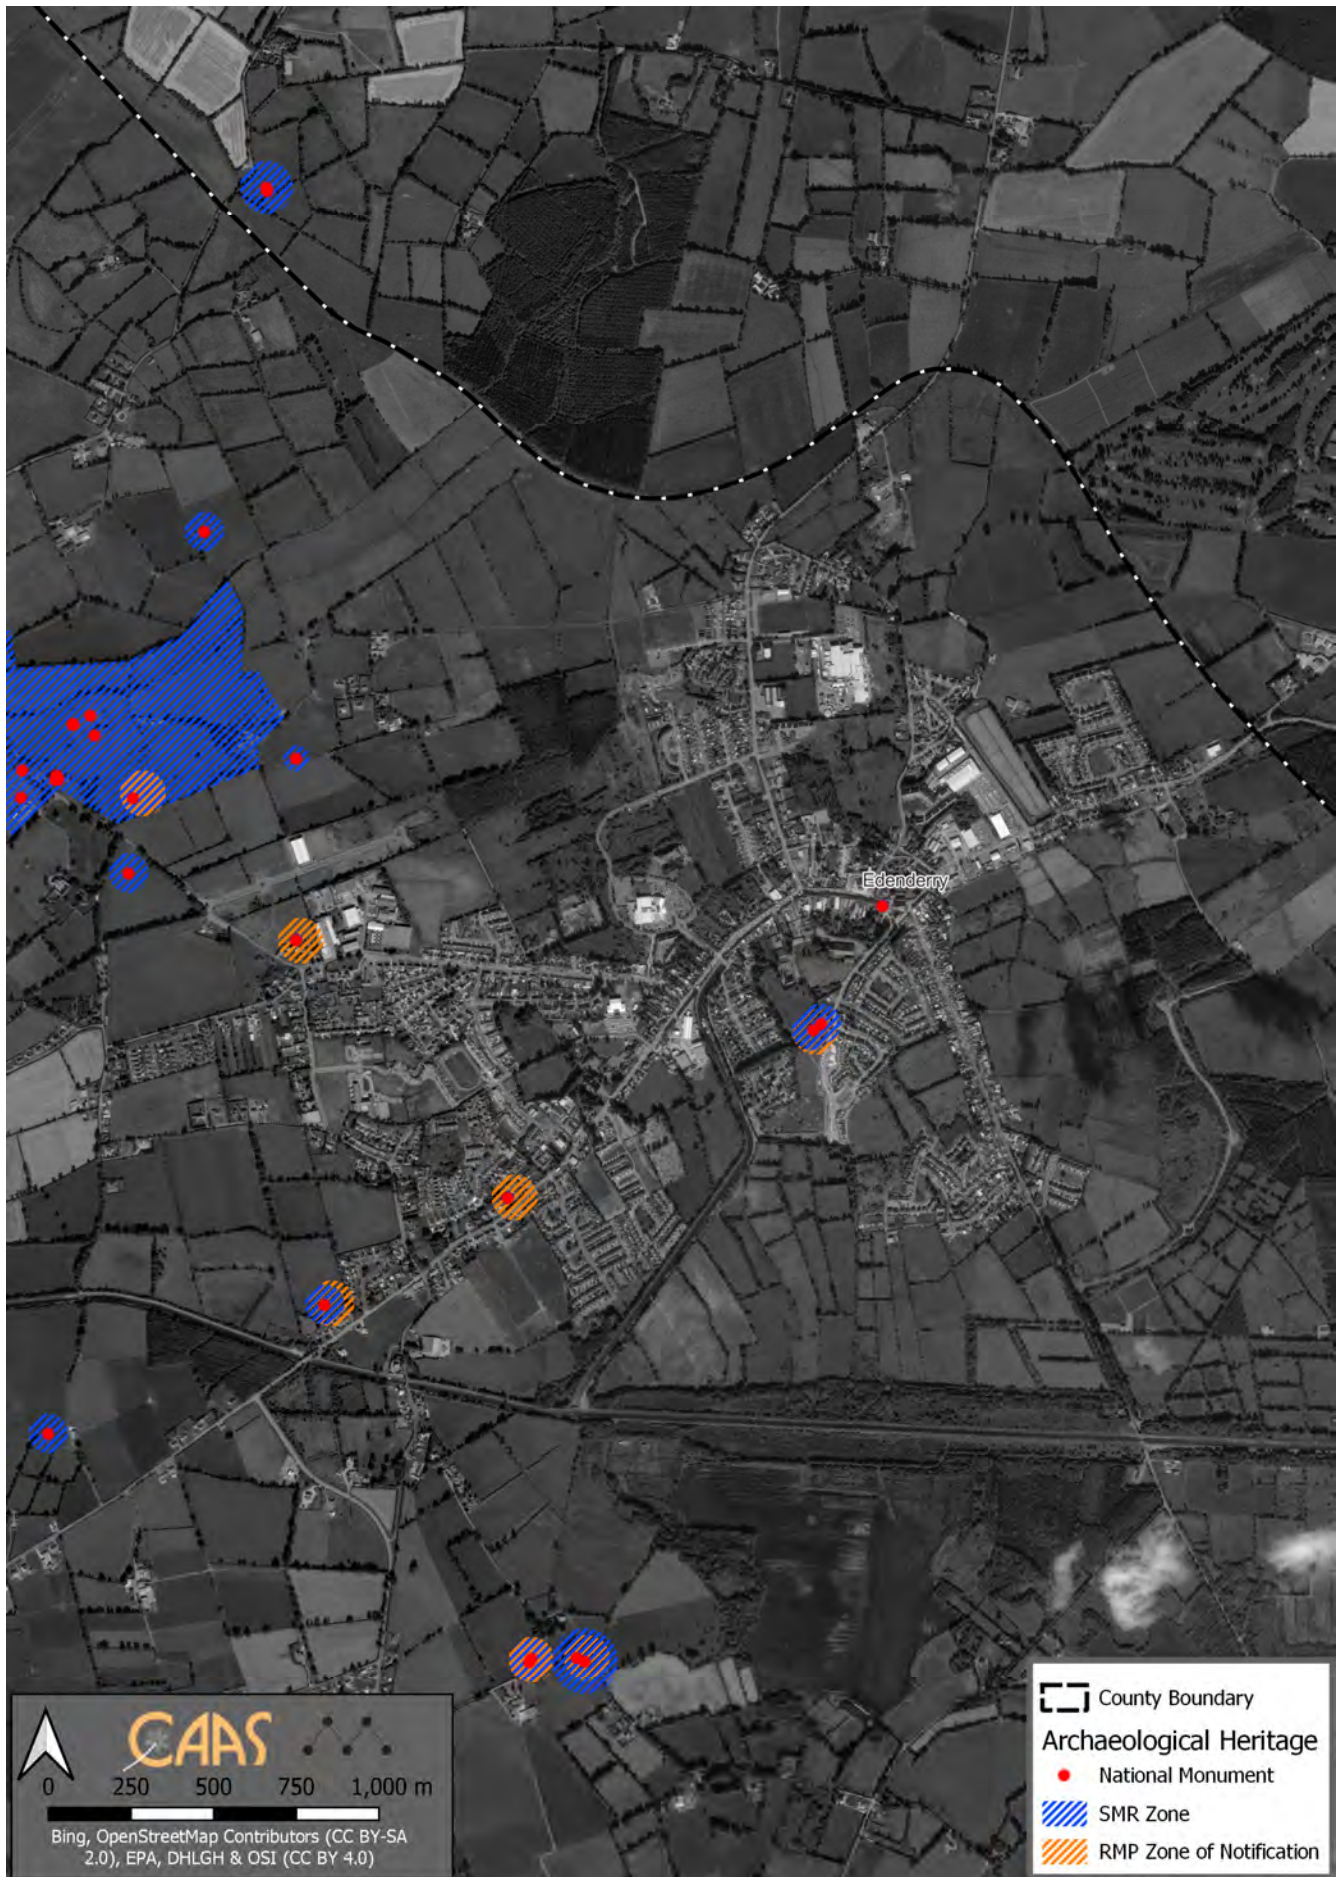 Edenderry
CAAS
0 250 500 750 1,000 m
Bing, OpenStreetMap Contributors (CC BY-SA
2.0), EPA, DHLGH & OSI (CC BY 4.0)
County Boundary
Archaeological Heritage
National Monument
SMR Zone
RMP Zone of Notification